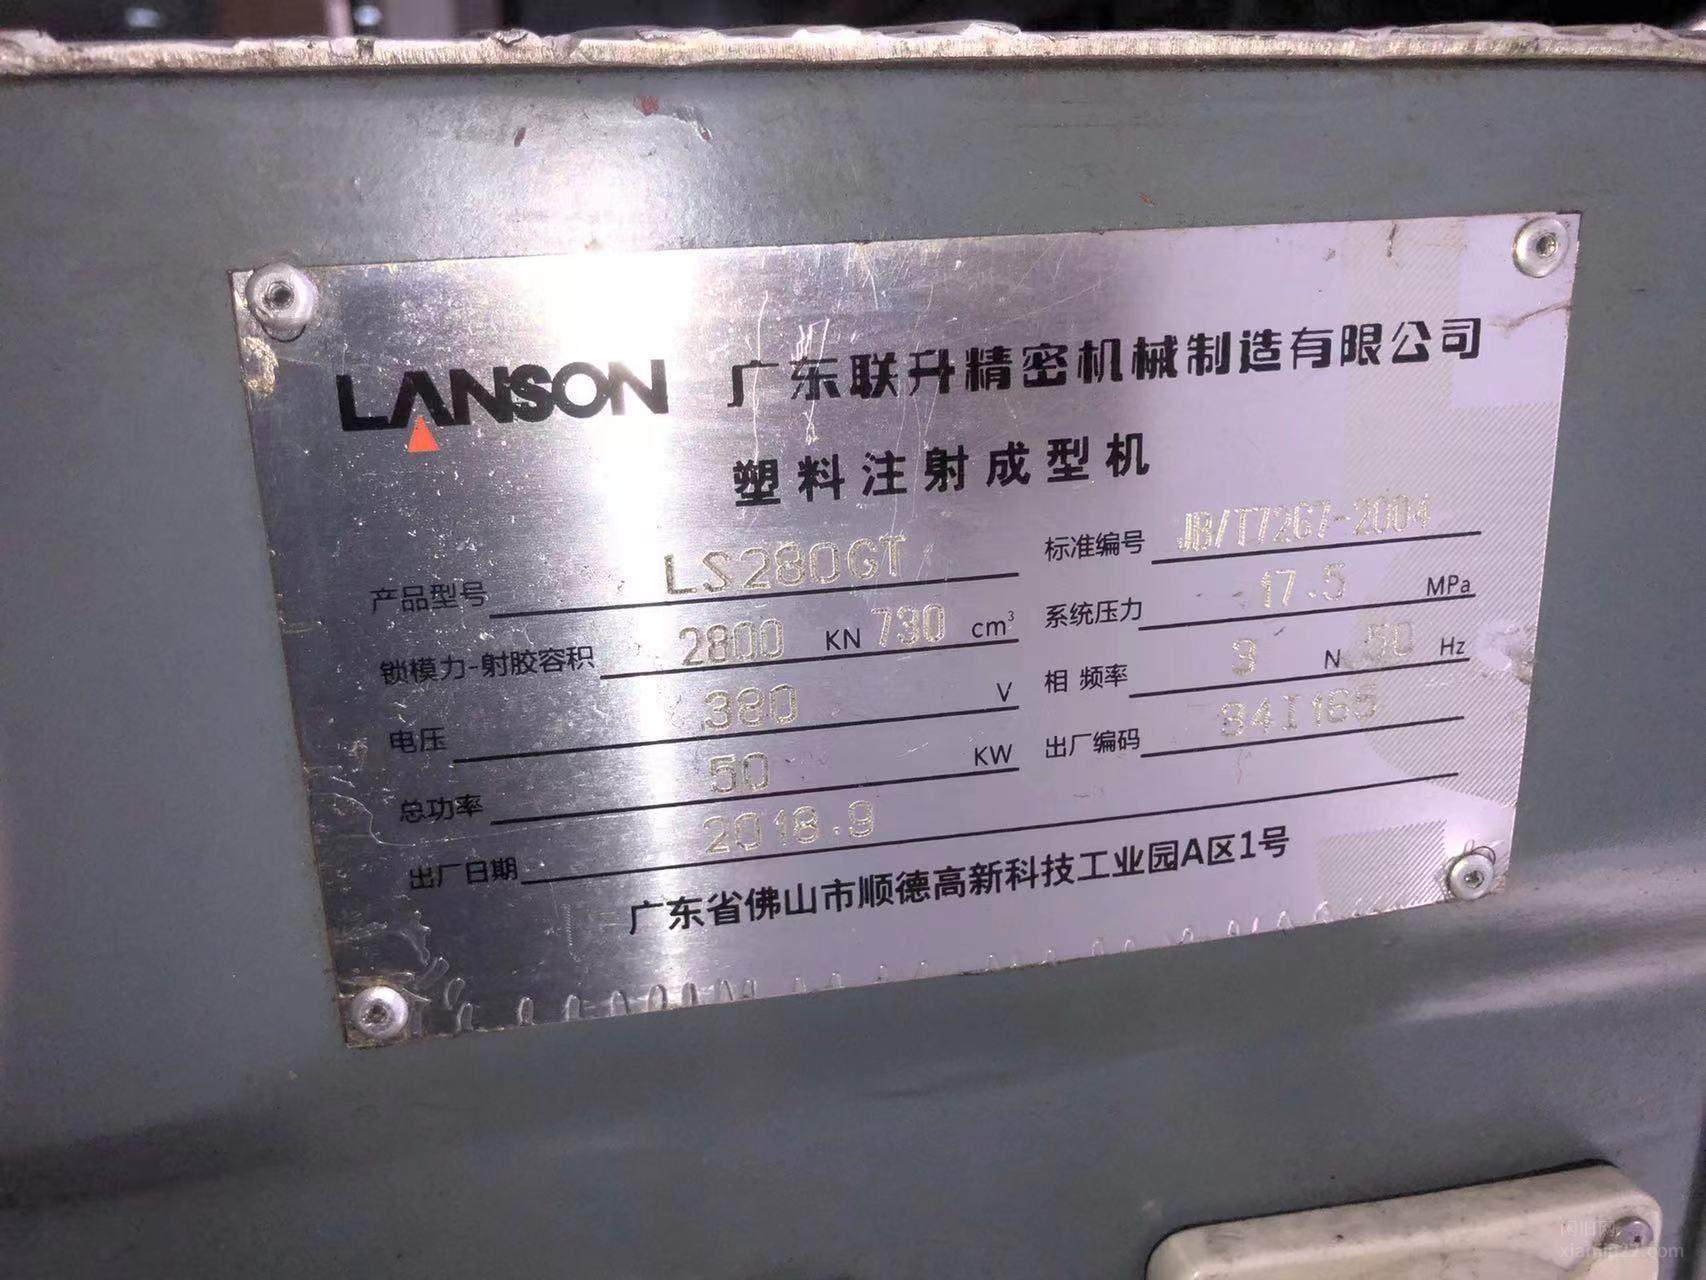 LANSON 广东联升精密机械制造有限公司
塑料注射成型机
产品型号 LS280GT 标准编号 JB/T7267-2004
锁模力-射胶容积 2800 KN 730 cm³ 系统压力 17.5 MPa
电压 380 V 相 频率 3 N 50 Hz
总功率 50 KW 出厂编码 94I165
出厂日期 2018.9
广东省佛山市顺德高新科技工业园A区1号
xiamin22.com